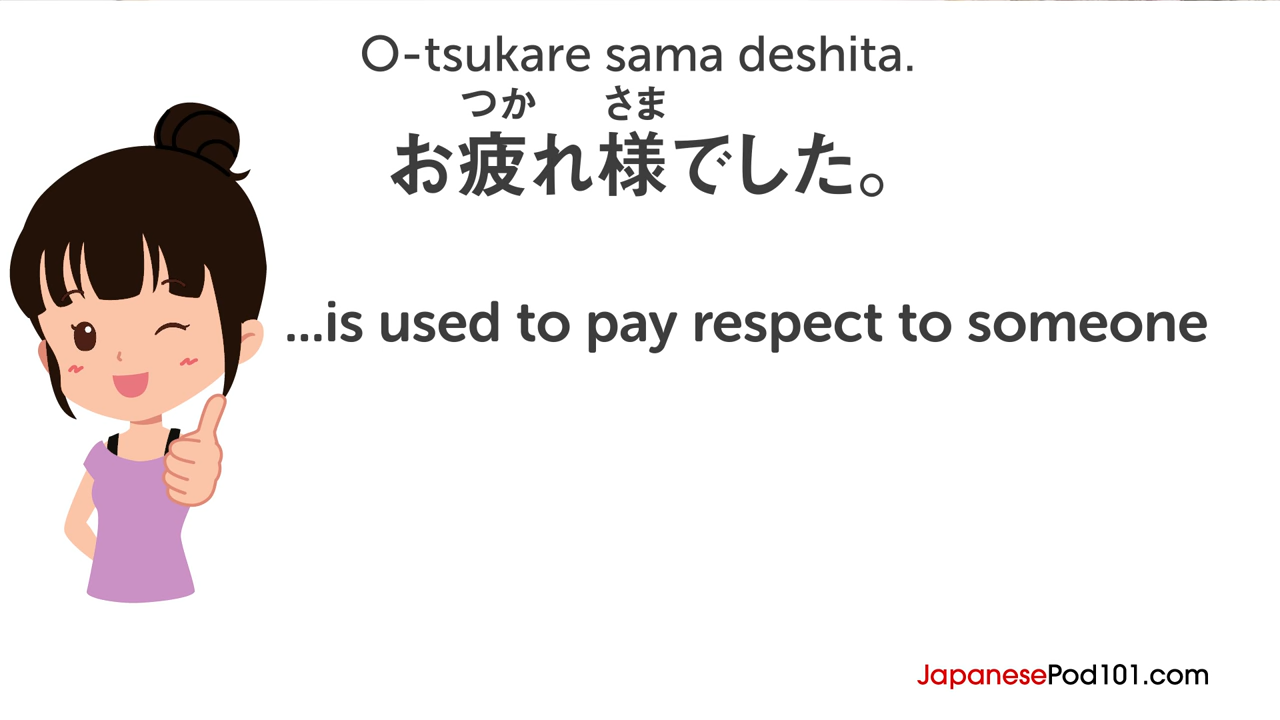 O-tsukare sama deshita.
つか さま
お疲れ様でした。
...is used to pay respect to someone
JapanesePod101.com